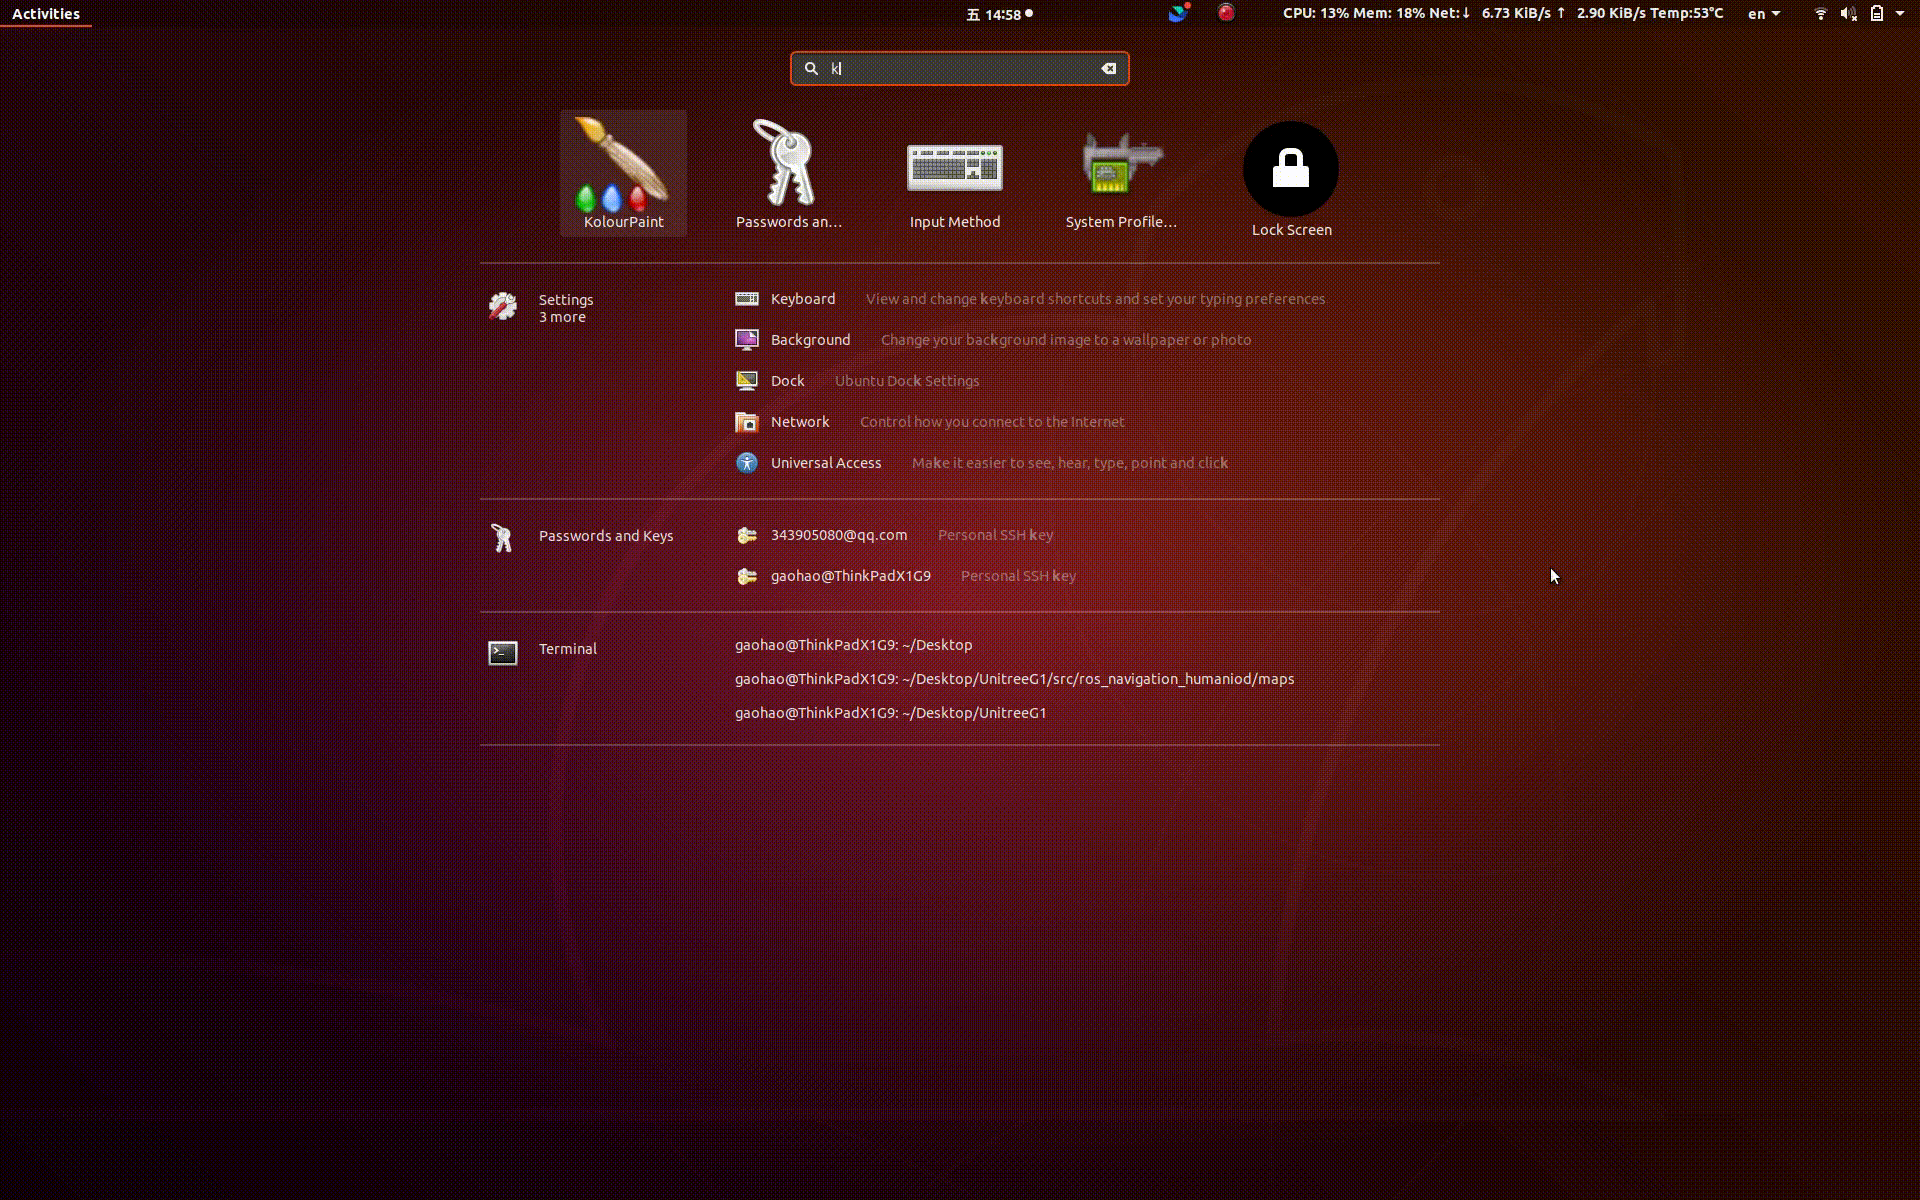 Activities
五 14:58
CPU: 13% Mem: 18% Net:↓ 6.73 KiB/s ↑ 2.90 KiB/s Temp:53°C
en
k
KolourPaint
Passwords an…
Input Method
System Profile…
Lock Screen
Settings
3 more
Keyboard View and change keyboard shortcuts and set your typing preferences
Background Change your background image to a wallpaper or photo
Dock Ubuntu Dock Settings
Network Control how you connect to the Internet
Universal Access Make it easier to see, hear, type, point and click
Passwords and Keys
343905080@qq.com Personal SSH key
gaohao@ThinkPadX1G9 Personal SSH key
Terminal
gaohao@ThinkPadX1G9: ~/Desktop
gaohao@ThinkPadX1G9: ~/Desktop/UnitreeG1/src/ros_navigation_humaniod/maps
gaohao@ThinkPadX1G9: ~/Desktop/UnitreeG1